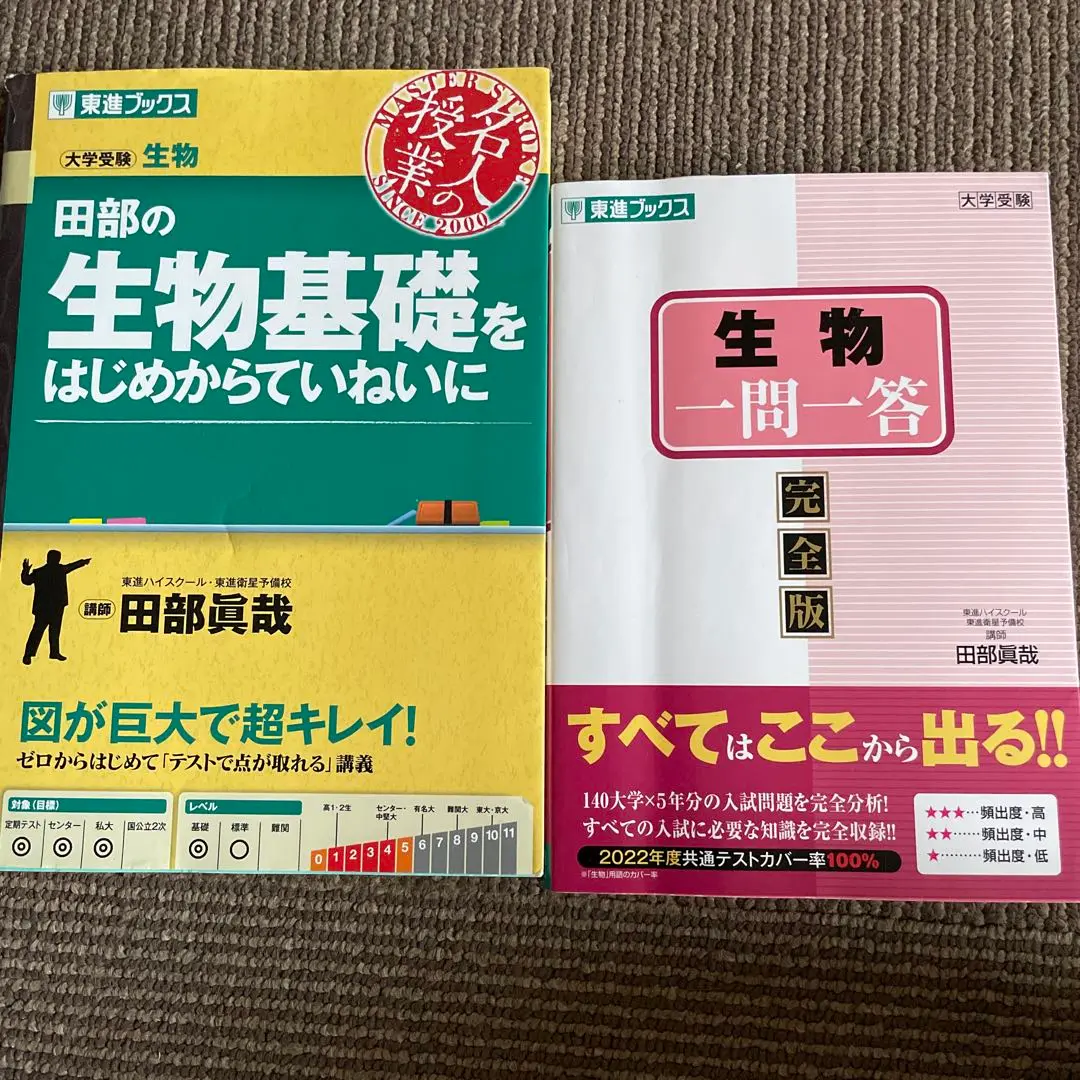 東進ブックス
MASTER STROKE
名人の
授業
SINCE 2000
大学受験 生物
田部の
生物基礎を
はじめからていねいに
東進ハイスクール・東進衛星予備校
講師 田部眞哉
図が巨大で超キレイ!
ゼロからはじめて「テストで点が取れる」講義
対象(目標)
定期テスト センター 私大 国公立2次
◎ ◎ ◎
レベル
基礎 標準 難関
◎ ○
高1・2生 センター・中堅大 有名大 難関大 東大・京大
0 1 2 3 4 5 6 7 8 9 10 11
東進ブックス
大学受験
生物
一問一答
完全版
東進ハイスクール
東進衛星予備校
講師
田部眞哉
すべてはここから出る!!
140大学×5年分の入試問題を完全分析!
すべての入試に必要な知識を完全収録!!
2022年度共通テストカバー率100%
※「生物」用語のカバー率
★★★…頻出度・高
★★……頻出度・中
★………頻出度・低